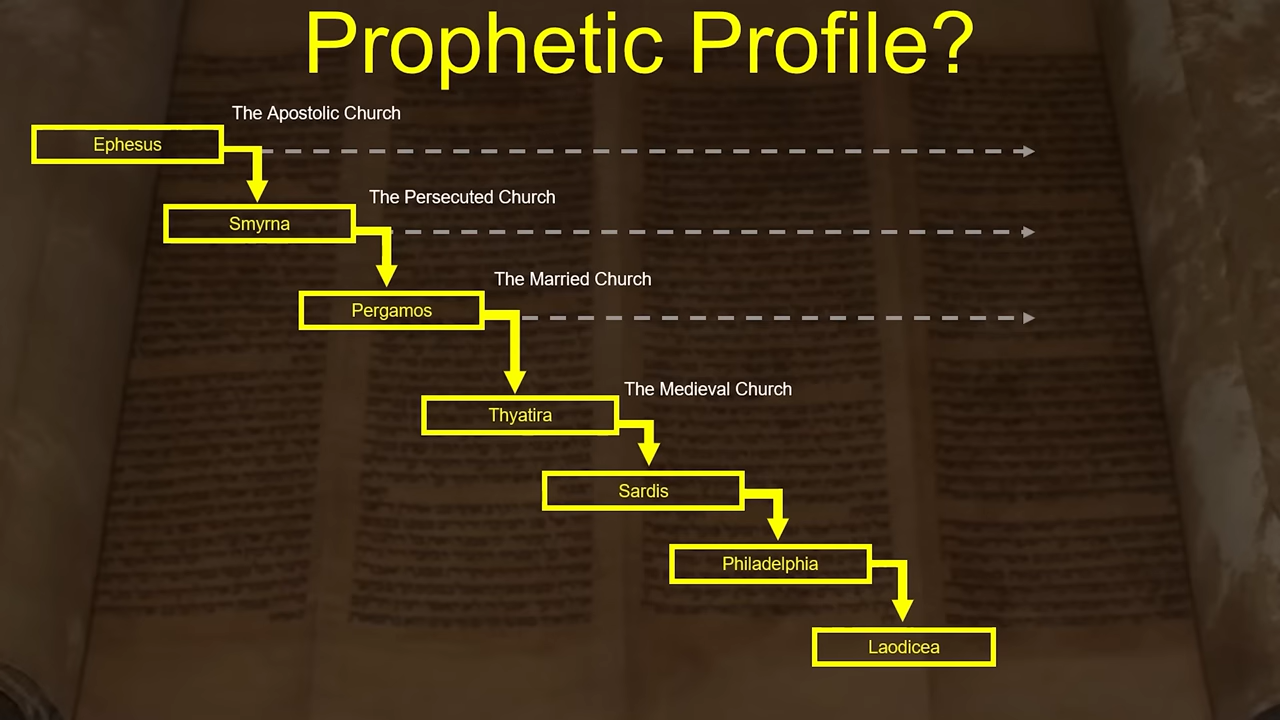 Prophetic Profile?
The Apostolic Church
Ephesus
The Persecuted Church
Smyrna
The Married Church
Pergamos
The Medieval Church
Thyatira
Sardis
Philadelphia
Laodicea